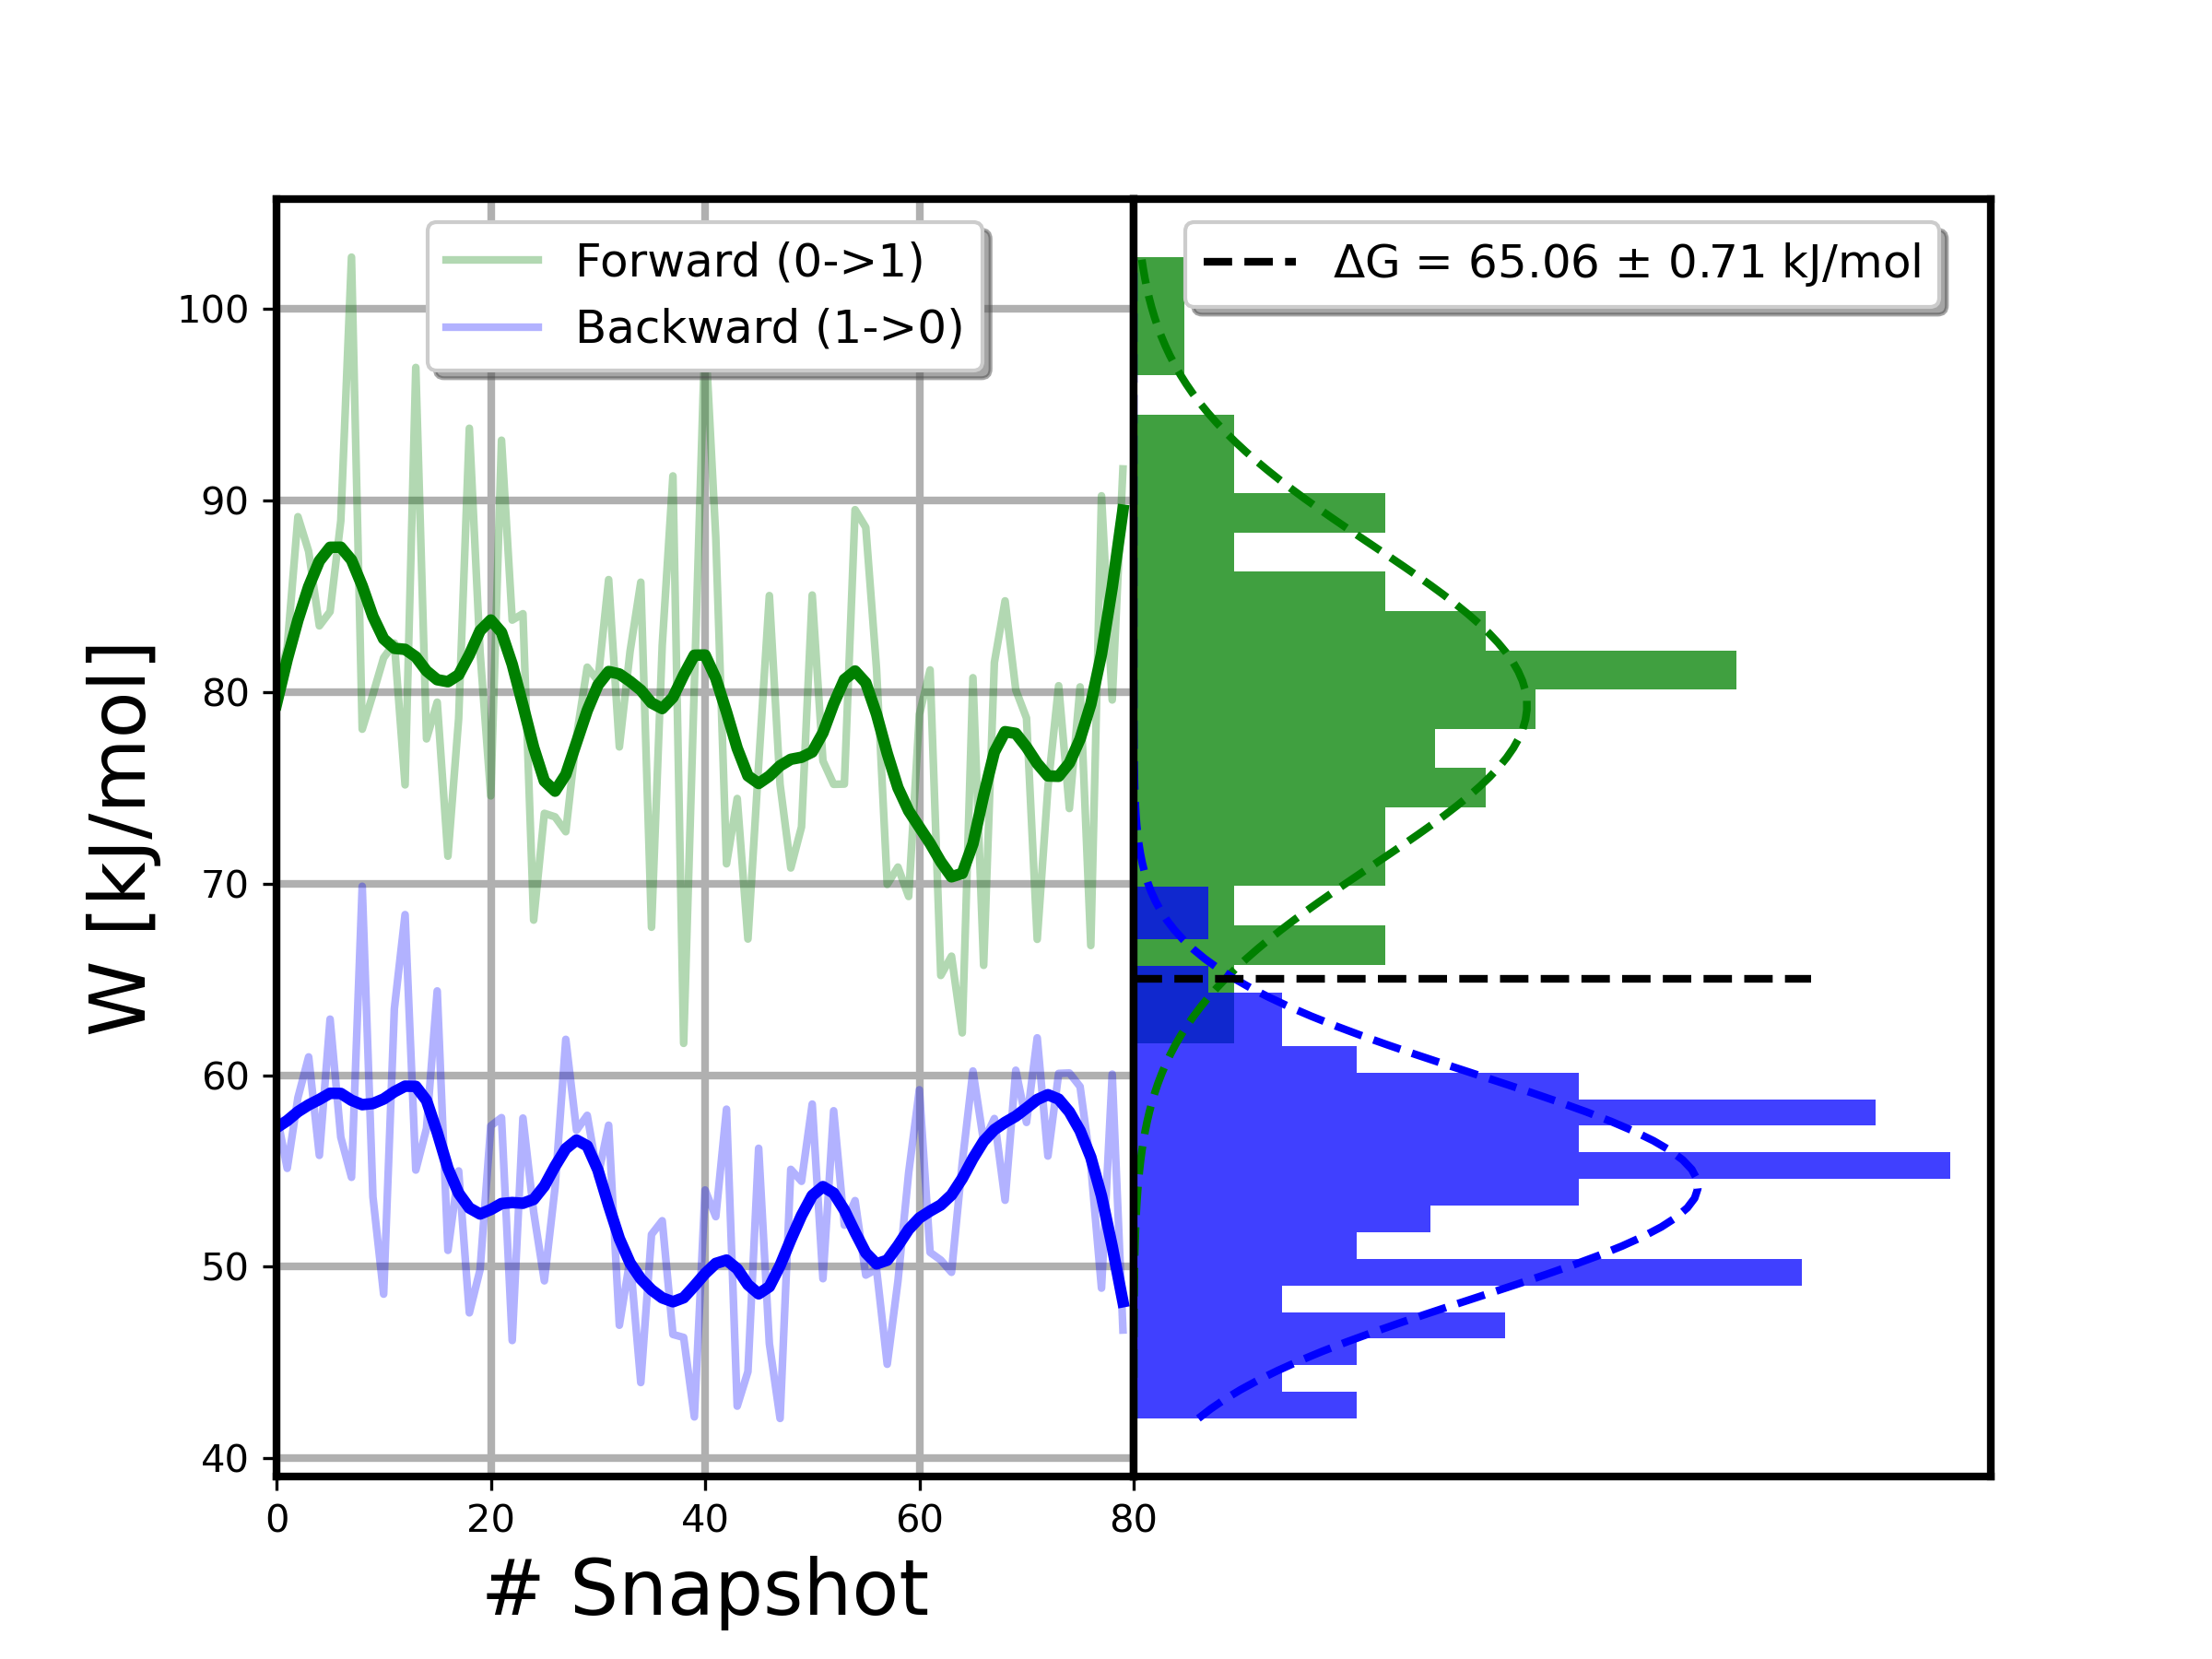 Forward (0->1)
Backward (1->0)
ΔG = 65.06 ± 0.71 kJ/mol
W [kJ/mol]
100
90
80
70
60
50
40
0 20 40 60 80
# Snapshot